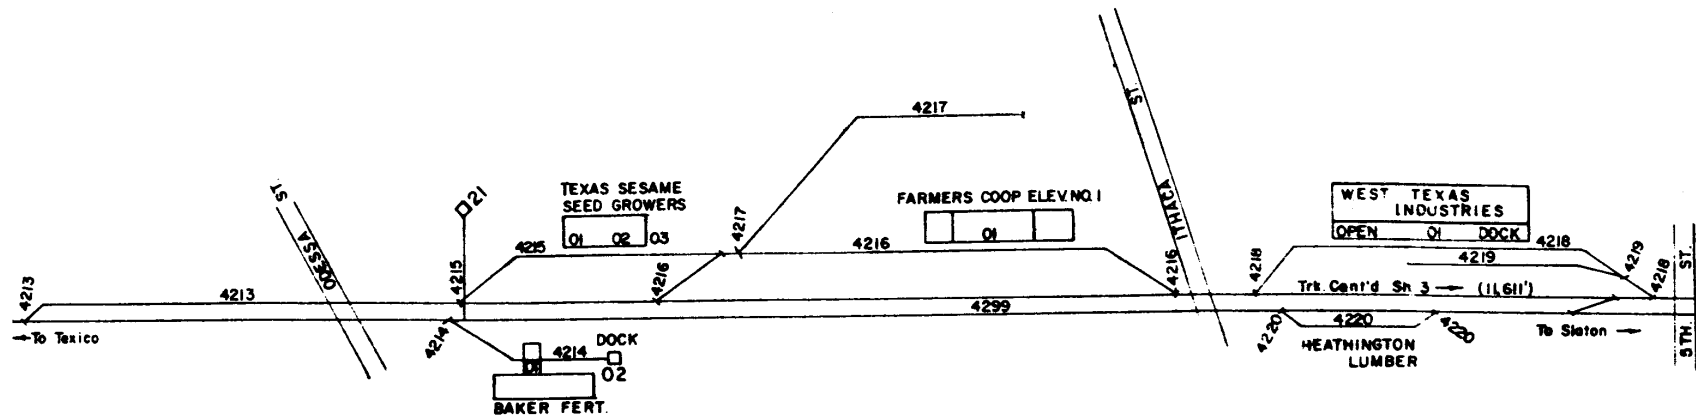 4213
←To Texico
4213
ODESSA ST.
21
4215
4214
4215
TEXAS SESAME
SEED GROWERS
01 02 03
4214
DOCK
02
01
BAKER FERT.
4216
4217
4217
4216
4299
FARMERS COOP ELEV. NO. 1
01
ITHACA ST.
4216
4218
WEST TEXAS
INDUSTRIES
OPEN 01 DOCK
4218
4219
4219
4218
Trk. Cont'd Sh. 3 → (11,611')
4220
4220
4220
HEATHINGTON
LUMBER
To Slaton →
5TH. ST.